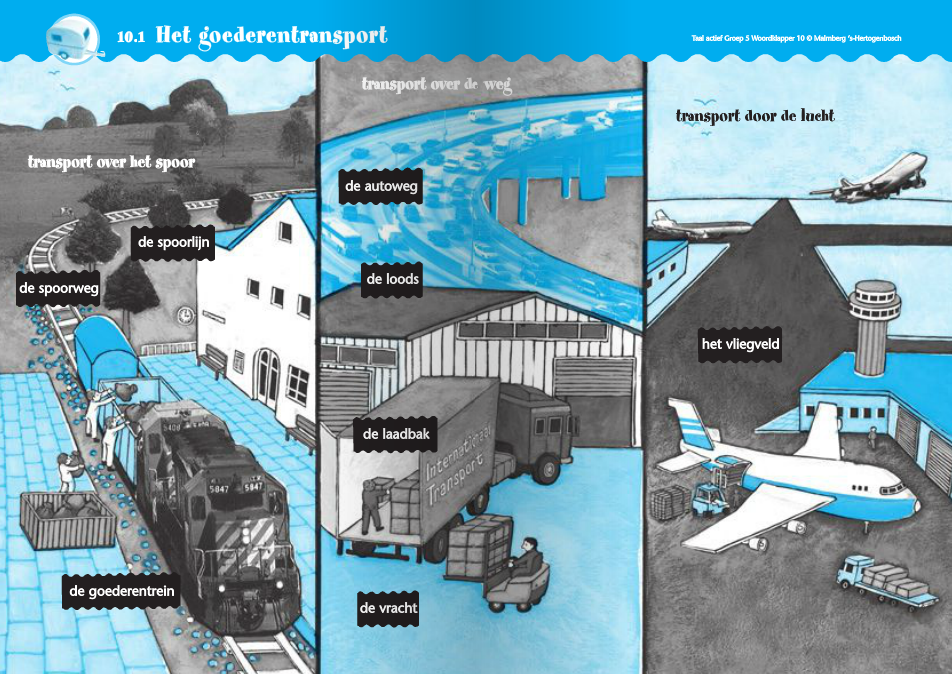 10.1 Het goederentransport
Taal actief Groep 5 Woordklapper 10 © Malmberg 's-Hertogenbosch
transport over het spoor
de spoorlijn
de spoorweg
5408
5847 5847
de goederentrein
transport over de weg
de autoweg
de loods
de laadbak
Internationaal
Transport
de vracht
transport door de lucht
het vliegveld